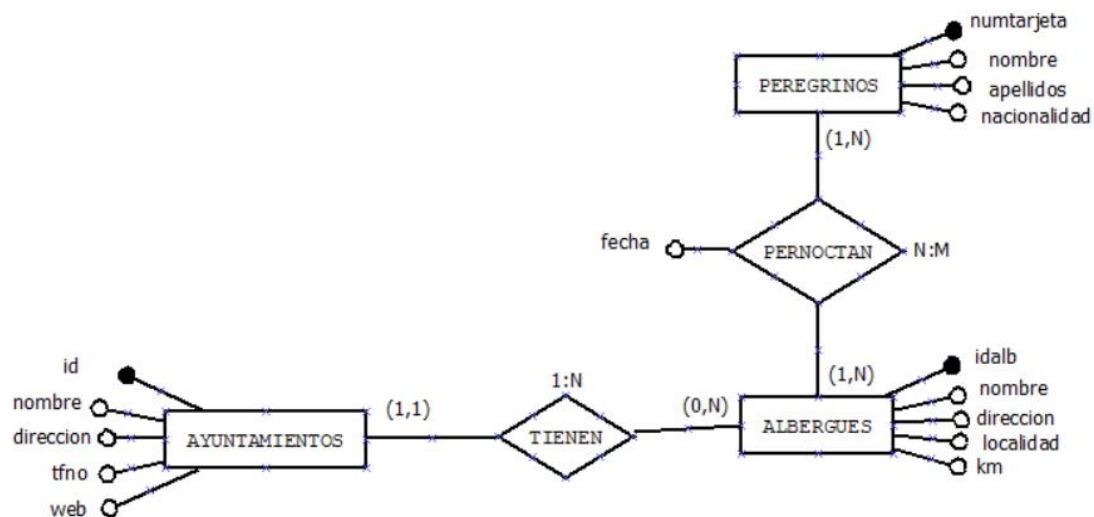 numtarjeta
nombre
PEREGRINOS
apellidos
nacionalidad
(1,N)
fecha
PERNOCTAN
N:M
(1,N)
idalb
nombre
ALBERGUES
direccion
localidad
km
id
nombre
direccion
AYUNTAMIENTOS
tfno
web
(1,1)
1:N
TIENEN
(0,N)